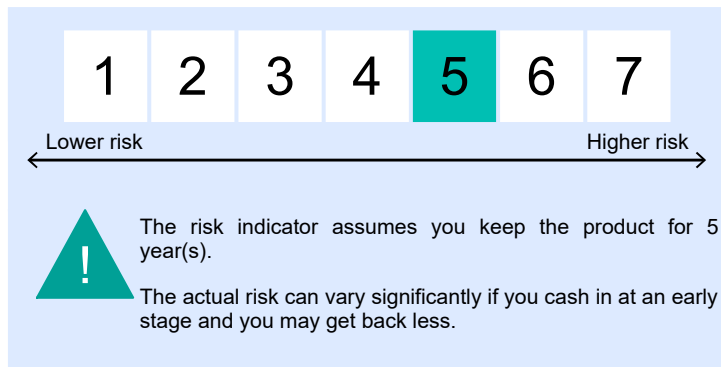 1 2 3 4 5 6 7
Lower risk Higher risk
!
The risk indicator assumes you keep the product for 5
year(s).
The actual risk can vary significantly if you cash in at an early
stage and you may get back less.